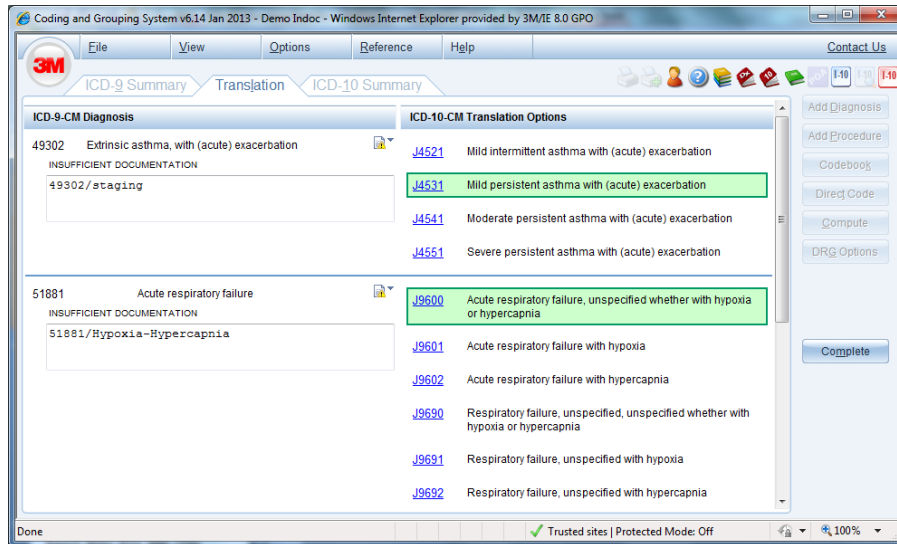 Coding and Grouping System v6.14 Jan 2013 - Demo Indoc - Windows Internet Explorer provided by 3M/IE 8.0 GPO
File View Options Reference Help Contact Us
3M
ICD-9 Summary Translation ICD-10 Summary
I-10 I-10 I-10
ICD-9-CM Diagnosis
49302 Extrinsic asthma, with (acute) exacerbation
INSUFFICIENT DOCUMENTATION
49302/staging
51881 Acute respiratory failure
INSUFFICIENT DOCUMENTATION
51881/Hypoxia-Hypercapnia
ICD-10-CM Translation Options
J4521 Mild intermittent asthma with (acute) exacerbation
J4531 Mild persistent asthma with (acute) exacerbation
J4541 Moderate persistent asthma with (acute) exacerbation
J4551 Severe persistent asthma with (acute) exacerbation
J9600 Acute respiratory failure, unspecified whether with hypoxia
or hypercapnia
J9601 Acute respiratory failure with hypoxia
J9602 Acute respiratory failure with hypercapnia
J9690 Respiratory failure, unspecified, unspecified whether with
hypoxia or hypercapnia
J9691 Respiratory failure, unspecified with hypoxia
J9692 Respiratory failure, unspecified with hypercapnia
Add Diagnosis
Add Procedure
Codebook
Direct Code
Compute
DRG Options
Complete
Done Trusted sites | Protected Mode: Off 100%